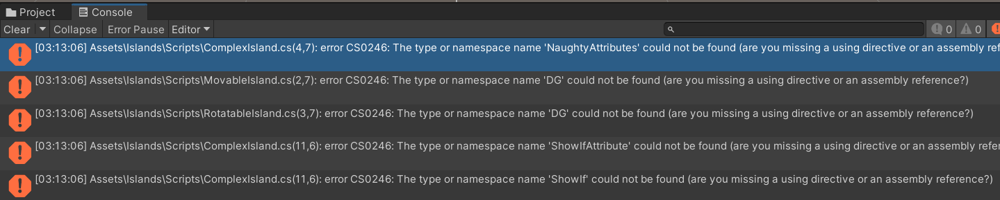 Project
Console
Clear
Collapse
Error Pause
Editor
0
0
[03:13:06] Assets\Islands\Scripts\ComplexIsland.cs(4,7): error CS0246: The type or namespace name 'NaughtyAttributes' could not be found (are you missing a using directive or an assembly ref
[03:13:06] Assets\Islands\Scripts\MovableIsland.cs(2,7): error CS0246: The type or namespace name 'DG' could not be found (are you missing a using directive or an assembly reference?)
[03:13:06] Assets\Islands\Scripts\RotatableIsland.cs(3,7): error CS0246: The type or namespace name 'DG' could not be found (are you missing a using directive or an assembly reference?)
[03:13:06] Assets\Islands\Scripts\ComplexIsland.cs(11,6): error CS0246: The type or namespace name 'ShowIfAttribute' could not be found (are you missing a using directive or an assembly refer
[03:13:06] Assets\Islands\Scripts\ComplexIsland.cs(11,6): error CS0246: The type or namespace name 'ShowIf' could not be found (are you missing a using directive or an assembly reference?)